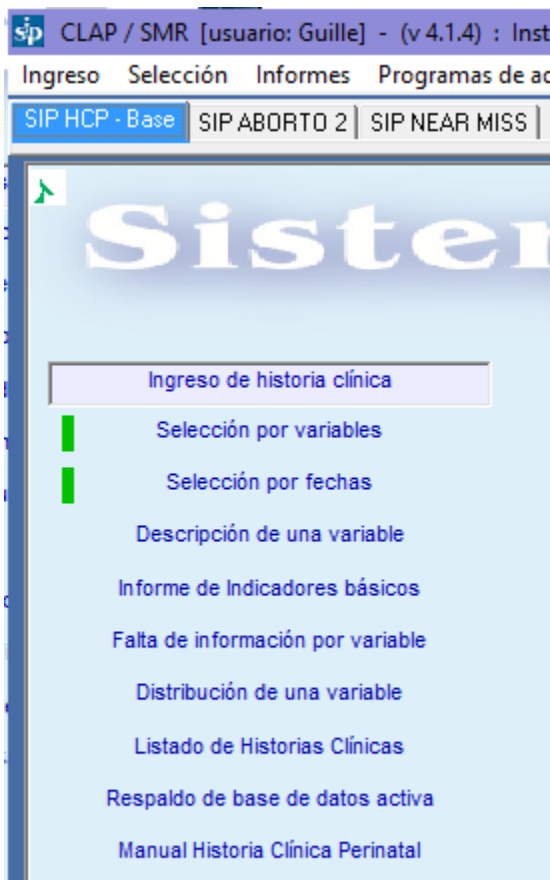 sip CLAP / SMR [usuario: Guille] - (v 4.1.4) : Inst
Ingreso Selección Informes Programas de ac
SIP HCP - Base SIP ABORTO 2 SIP NEAR MISS
Sister
Ingreso de historia clínica
Selección por variables
Selección por fechas
Descripción de una variable
Informe de Indicadores básicos
Falta de información por variable
Distribución de una variable
Listado de Historias Clínicas
Respaldo de base de datos activa
Manual Historia Clínica Perinatal